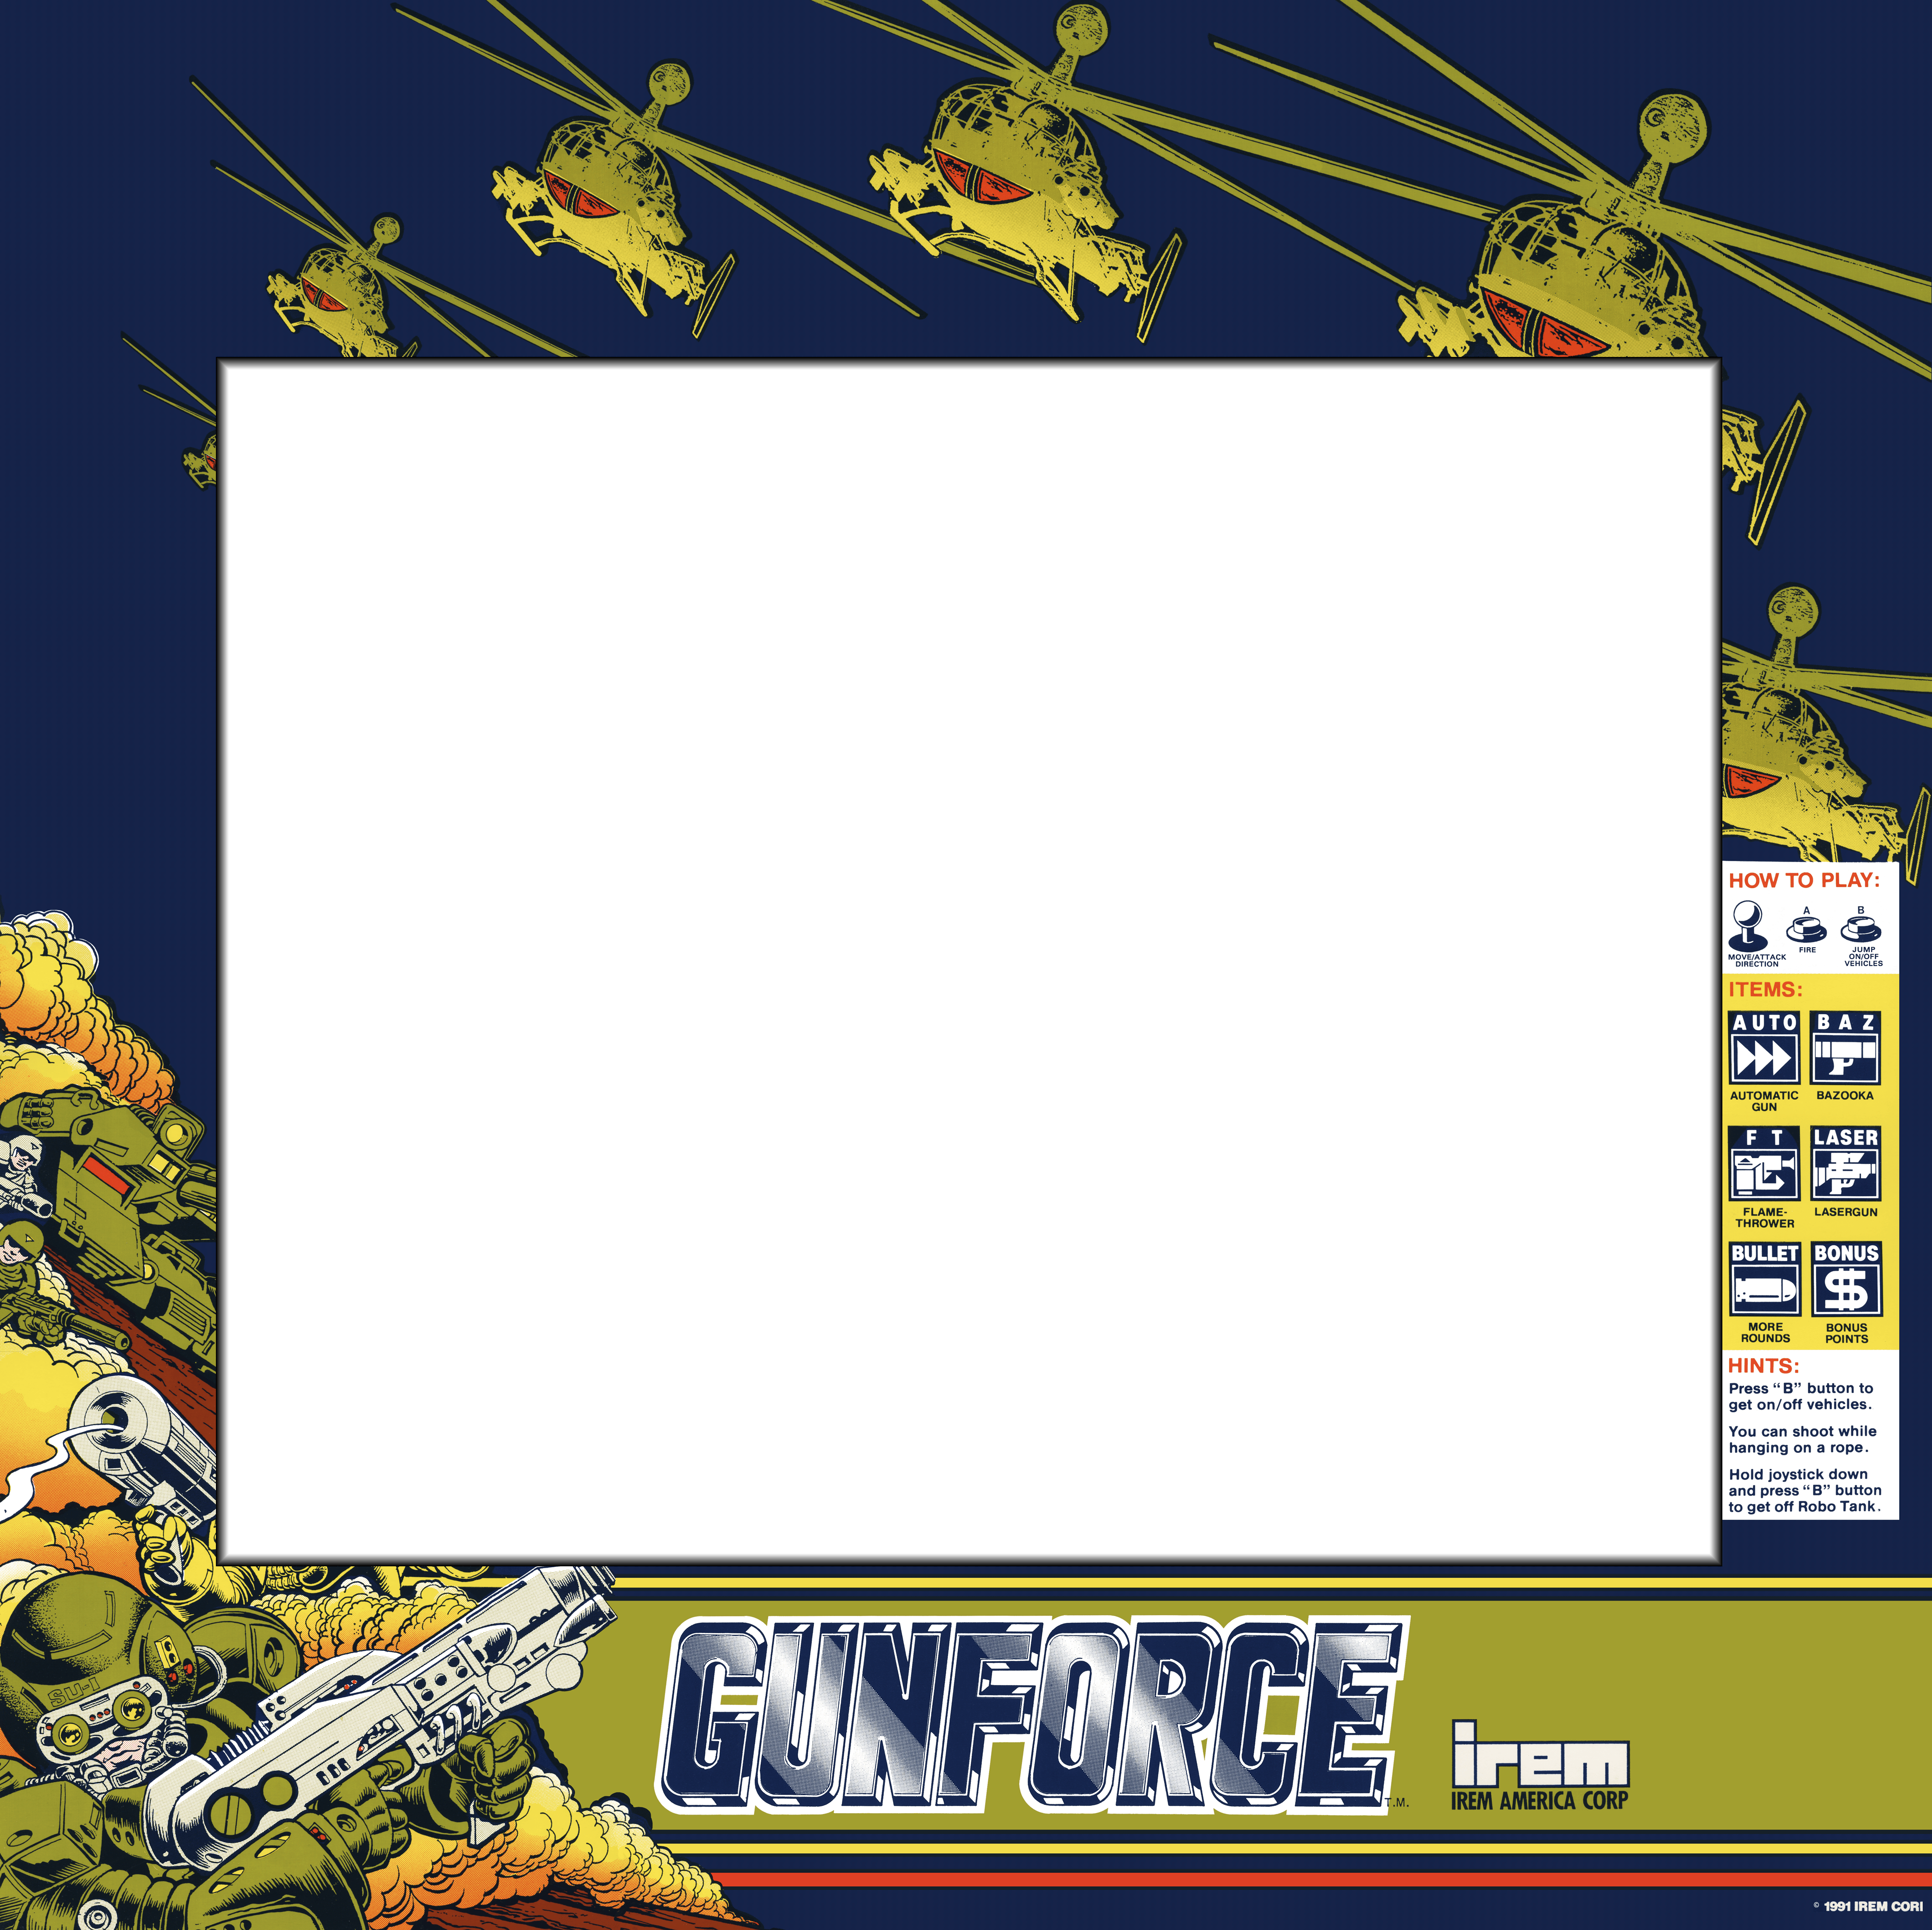 HOW TO PLAY:
A
B
MOVE/ATTACK
DIRECTION
FIRE
JUMP
ON/OFF
VEHICLES
ITEMS:
AUTO
BAZ
AUTOMATIC
GUN
BAZOOKA
FT
LASER
FLAME-
THROWER
LASERGUN
BULLET
BONUS
$
MORE
ROUNDS
BONUS
POINTS
HINTS:
Press “B” button to
get on/off vehicles.
You can shoot while
hanging on a rope.
Hold joystick down
and press “B” button
to get off Robo Tank.
SU-1
GUNFORCE
T.M.
irem
IREM AMERICA CORP
© 1991 IREM CORI